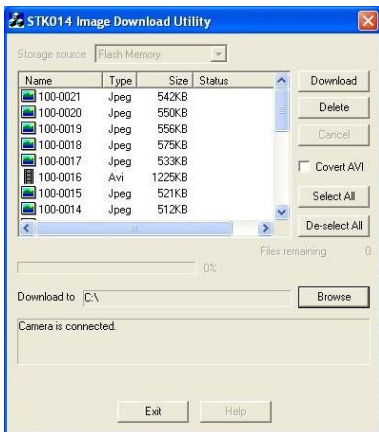 STK014 Image Download Utility
Storage source Flash Memory
Name Type Size Status
100-0021 Jpeg 542KB
100-0020 Jpeg 550KB
100-0019 Jpeg 556KB
100-0018 Jpeg 575KB
100-0017 Jpeg 533KB
100-0016 Avi 1225KB
100-0015 Jpeg 521KB
100-0014 Jpeg 512KB
Download
Delete
Cancel
Covert AVI
Select All
De-select All
Files remaining 0
0%
Download to C:\ Browse
Camera is connected.
Exit Help